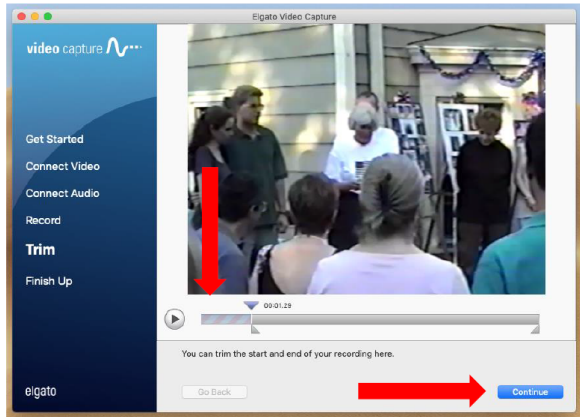 Elgato Video Capture
video capture
Get Started
Connect Video
Connect Audio
Record
Trim
Finish Up
elgato
00:01.29
You can trim the start and end of your recording here.
Go Back
Continue